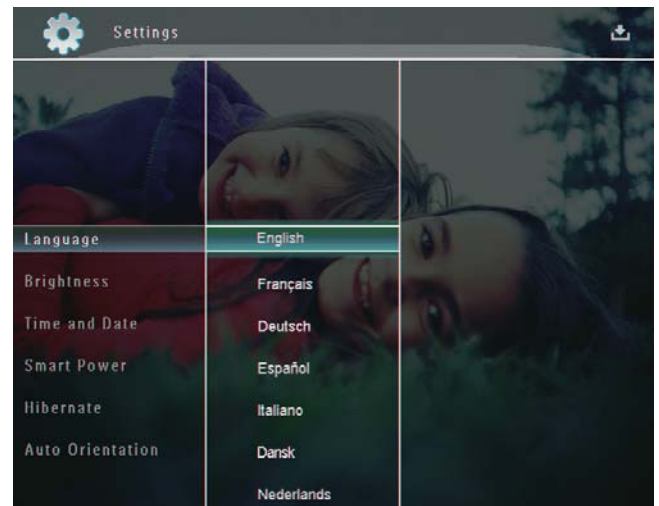 Settings
Language
Brightness
Time and Date
Smart Power
Hibernate
Auto Orientation
English
Français
Deutsch
Español
Italiano
Dansk
Nederlands